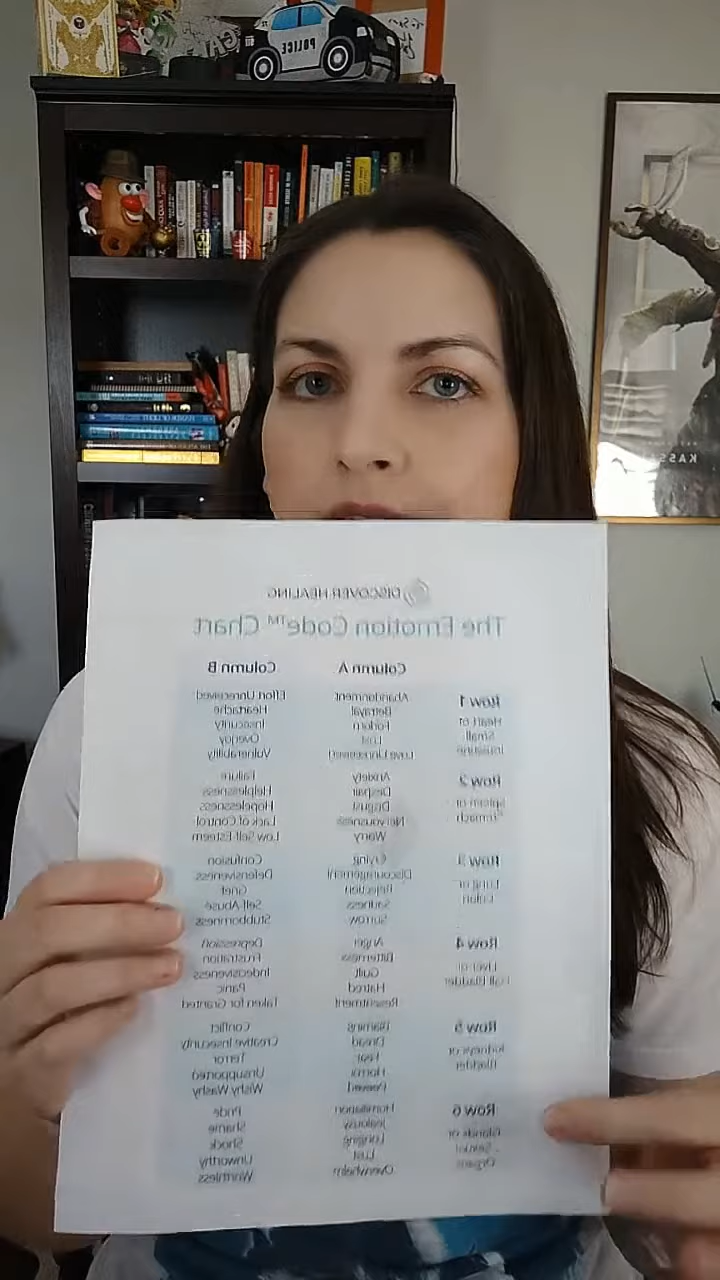 POLICE
DISCOVER HEALING
The Emotion Code™ Chart
Column A
Column B
Row 1
Heart or
Small
Intestine
Abandonment
Betrayal
Forlorn
Lost
Love Unreceived
Effort Unreceived
Heartache
Insecurity
Overjoy
Vulnerability
Row 2
Spleen or
Stomach
Anxiety
Despair
Disgust
Nervousness
Worry
Failure
Helplessness
Hopelessness
Lack of Control
Low Self-Esteem
Row 3
Lung or
Colon
Crying
Discouragement
Rejection
Sadness
Sorrow
Confusion
Defensiveness
Grief
Self-Abuse
Stubbornness
Row 4
Liver or
Gall Bladder
Anger
Bitterness
Guilt
Hatred
Resentment
Depression
Frustration
Indecisiveness
Panic
Taken for Granted
Row 5
Kidneys or
Bladder
Blaming
Dread
Fear
Horror
Peeved
Conflict
Creative Insecurity
Terror
Unsupported
Wishy Washy
Row 6
Glands or
Sexual
Organs
Humiliation
Jealousy
Longing
Lust
Overwhelm
Pride
Shame
Shock
Unworthy
Worthless